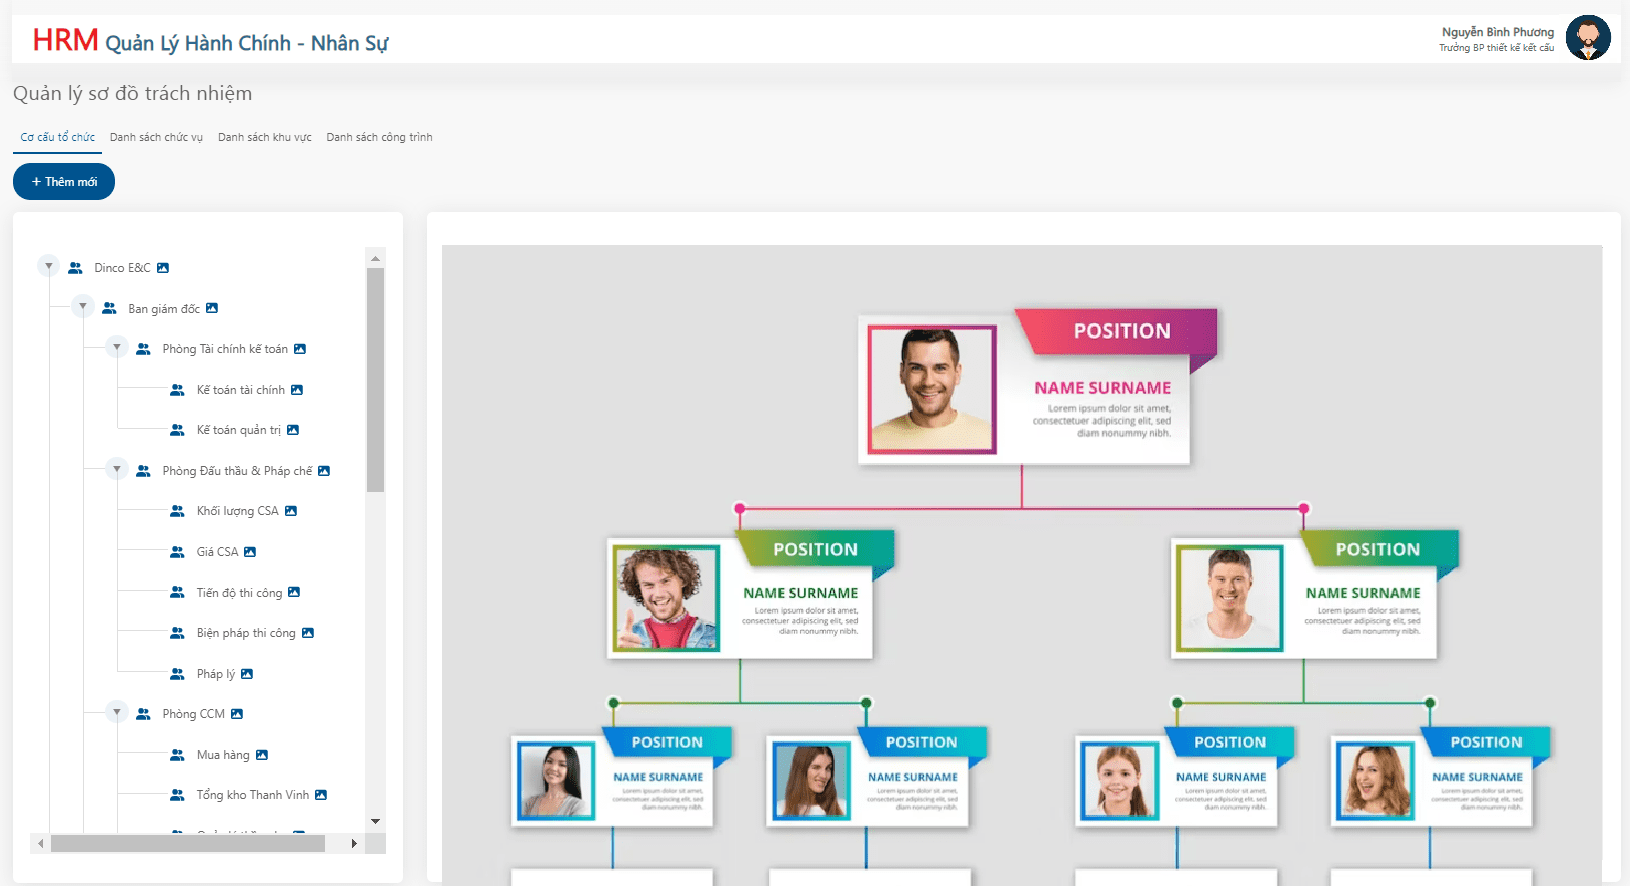 HRM Quản Lý Hành Chính - Nhân Sự
Nguyễn Bình Phương
Trưởng BP thiết kế kết cấu
Quản lý sơ đồ trách nhiệm
Cơ cấu tổ chức Danh sách chức vụ Danh sách khu vực Danh sách công trình
+ Thêm mới
Dinco E&C
Ban giám đốc
Phòng Tài chính kế toán
Kế toán tài chính
Kế toán quản trị
Phòng Đấu thầu & Pháp chế
Khối lượng CSA
Giá CSA
Tiến độ thi công
Biện pháp thi công
Pháp lý
Phòng CCM
Mua hàng
Tổng kho Thanh Vinh
POSITION
NAME SURNAME
Lorem ipsum dolor sit amet,
consectetuer adipiscing elit, sed
diam nonummy nibh.
POSITION
NAME SURNAME
Lorem ipsum dolor sit amet,
consectetuer adipiscing elit, sed
diam nonummy nibh.
POSITION
NAME SURNAME
Lorem ipsum dolor sit amet,
consectetuer adipiscing elit, sed
diam nonummy nibh.
POSITION
NAME SURNAME
Lorem ipsum dolor sit amet,
consectetuer adipiscing elit, sed
diam nonummy nibh.
POSITION
NAME SURNAME
Lorem ipsum dolor sit amet,
consectetuer adipiscing elit, sed
diam nonummy nibh.
POSITION
NAME SURNAME
Lorem ipsum dolor sit amet,
consectetuer adipiscing elit, sed
diam nonummy nibh.
POSITION
NAME SURNAME
Lorem ipsum dolor sit amet,
consectetuer adipiscing elit, sed
diam nonummy nibh.